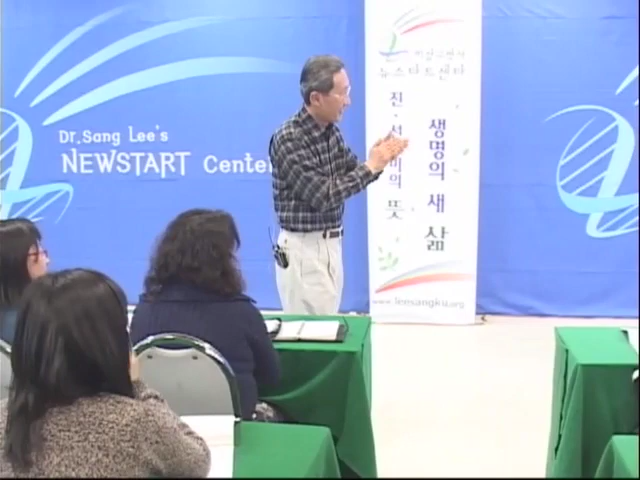 Dr. Sang Lee's
NEWSTART Cente
뉴스타트센타
생명의 새 삶
진·선
미의 뜻
www.leesangku.org